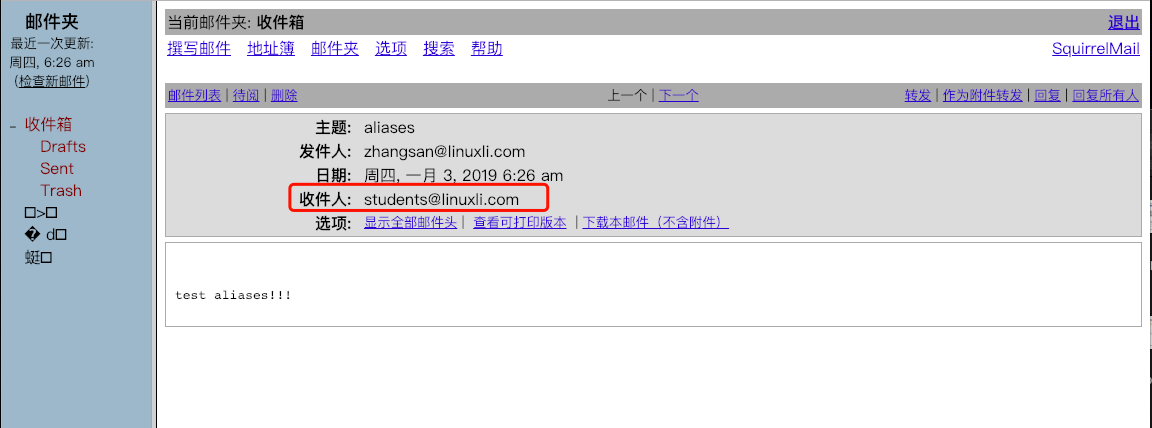 邮件夹
最近一次更新:
周四, 6:26 am
(检查新邮件)
– 收件箱
Drafts
Sent
Trash
□>□
� d□
蜓□
当前邮件夹: 收件箱 退出
撰写邮件 地址簿 邮件夹 选项 搜索 帮助 SquirrelMail
邮件列表 | 待阅 | 删除 上一个 | 下一个 转发 | 作为附件转发 | 回复 | 回复所有人
主题: aliases
发件人: zhangsan@linuxli.com
日期: 周四, 一月 3, 2019 6:26 am
收件人: students@linuxli.com
选项: 显示全部邮件头 | 查看可打印版本 | 下载本邮件（不含附件）
test aliases!!!